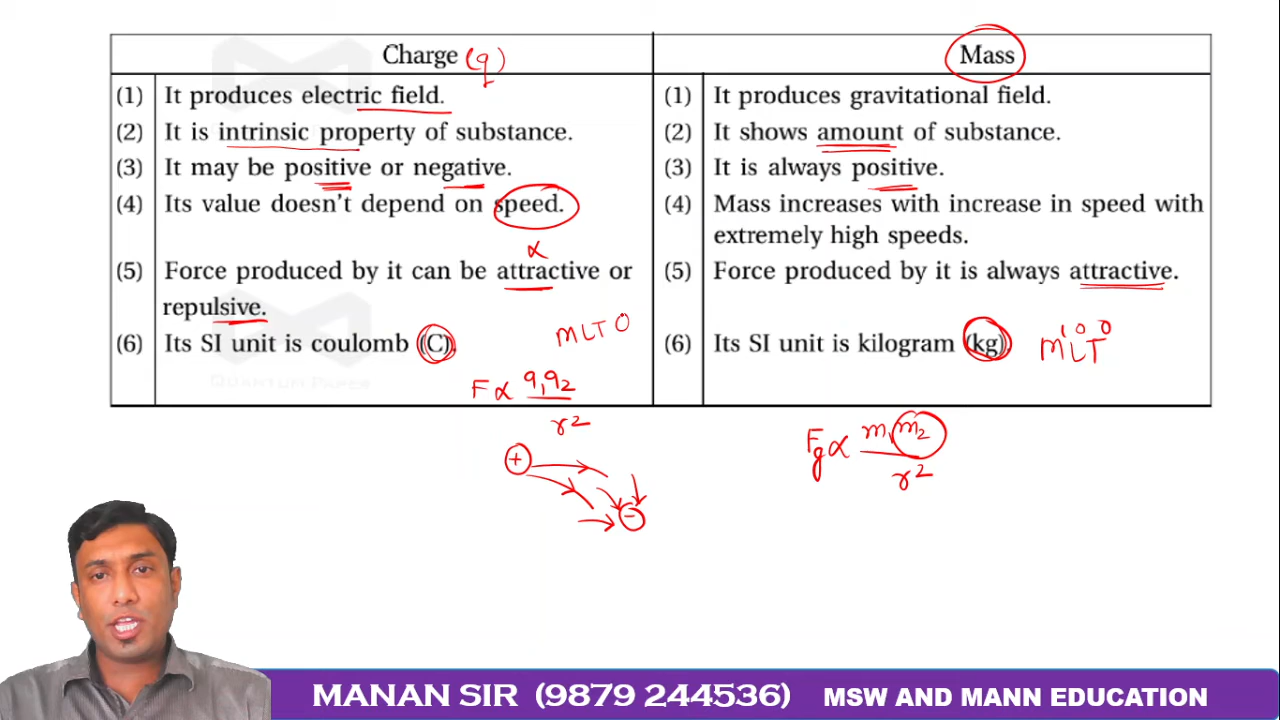 Charge (q)
Mass
(1) It produces electric field.
(1) It produces gravitational field.
(2) It is intrinsic property of substance.
(2) It shows amount of substance.
(3) It may be positive or negative.
(3) It is always positive.
(4) Its value doesn't depend on speed.
(4) Mass increases with increase in speed with
extremely high speeds.
α
(5) Force produced by it can be attractive or
repulsive.
(5) Force produced by it is always attractive.
MLT0
(6) Its SI unit is coulomb (C).
(6) Its SI unit is kilogram (kg)
M¹L⁰T⁰
F∝ q₁q₂
r²
Fg∝ m₁m₂
r²
+
-
QUANTUM PAPER
MANAN SIR (9879 244536) MSW AND MANN EDUCATION